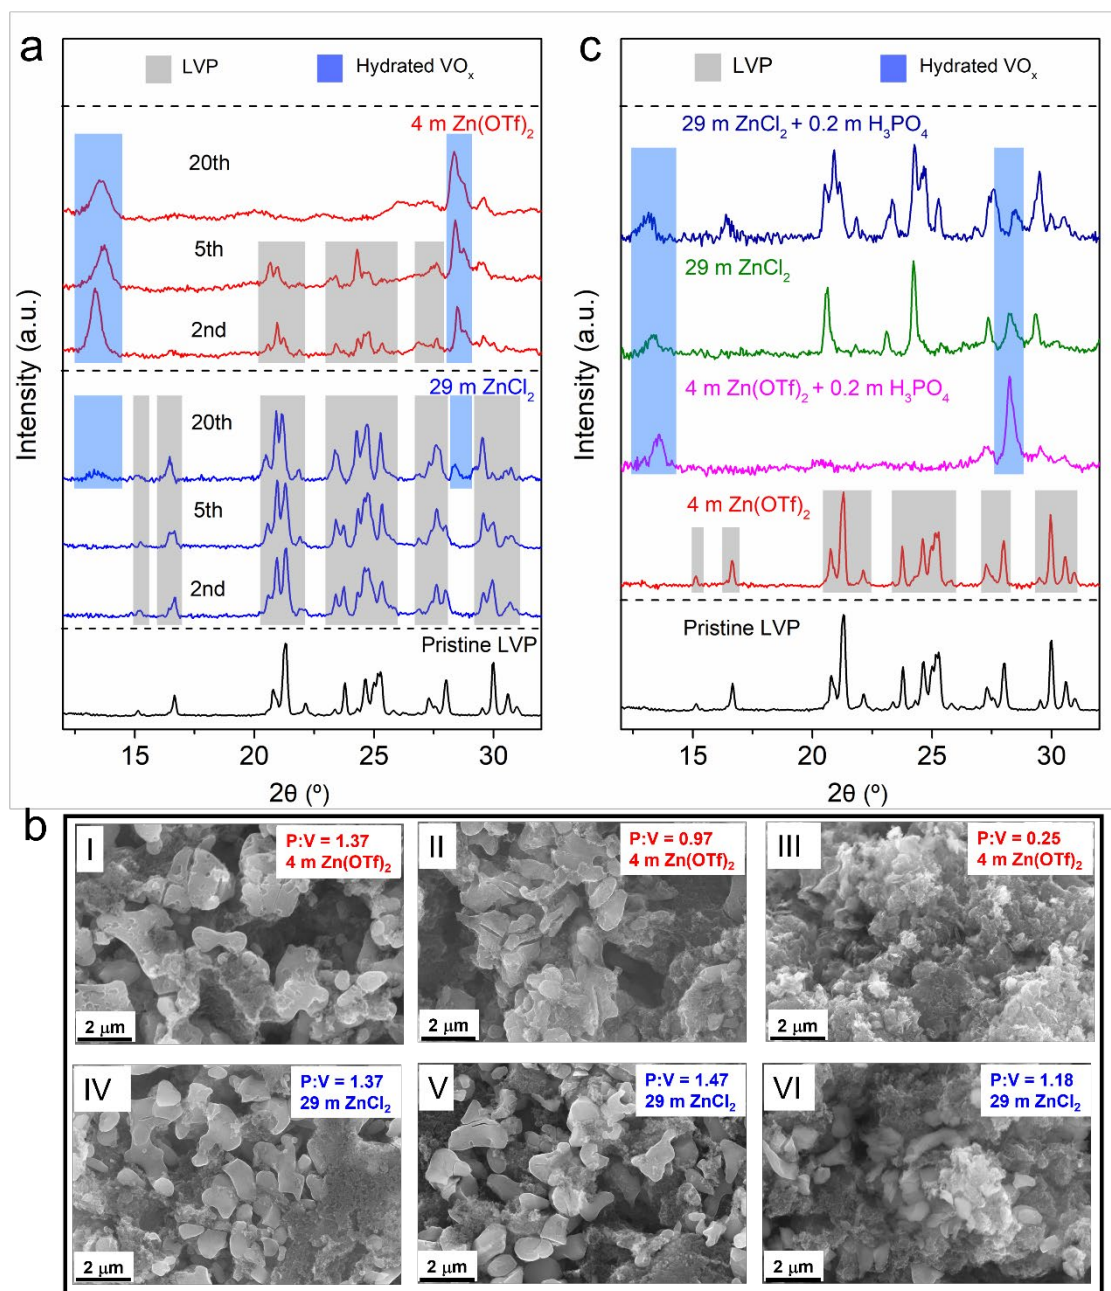 a
LVP
Hydrated VOₓ
4 m Zn(OTf)₂
20th
5th
2nd
29 m ZnCl₂
20th
5th
2nd
Pristine LVP
Intensity (a.u.)
15 20 25 30
2θ (º)
c
LVP
Hydrated VOₓ
29 m ZnCl₂ + 0.2 m H₃PO₄
29 m ZnCl₂
4 m Zn(OTf)₂ + 0.2 m H₃PO₄
4 m Zn(OTf)₂
Pristine LVP
Intensity (a.u.)
15 20 25 30
2θ (º)
b
I
P:V = 1.37
4 m Zn(OTf)₂
2 μm
II
P:V = 0.97
4 m Zn(OTf)₂
2 μm
III
P:V = 0.25
4 m Zn(OTf)₂
2 μm
IV
P:V = 1.37
29 m ZnCl₂
2 μm
V
P:V = 1.47
29 m ZnCl₂
2 μm
VI
P:V = 1.18
29 m ZnCl₂
2 μm